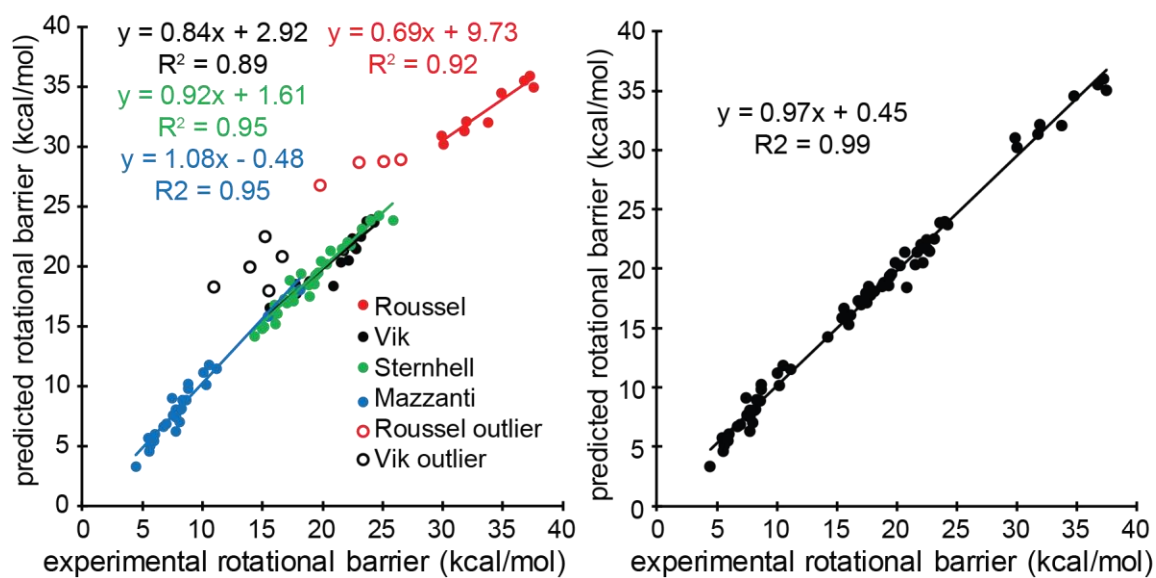 y = 0.84x + 2.92
R² = 0.89
y = 0.69x + 9.73
R² = 0.92
y = 0.92x + 1.61
R² = 0.95
y = 1.08x - 0.48
R2 = 0.95
predicted rotational barrier (kcal/mol)
40
35
30
25
20
15
10
5
0
Roussel
Vik
Sternhell
Mazzanti
Roussel outlier
Vik outlier
0 5 10 15 20 25 30 35 40
experimental rotational barrier (kcal/mol)
y = 0.97x + 0.45
R2 = 0.99
predicted rotational barrier (kcal/mol)
40
35
30
25
20
15
10
5
0
0 5 10 15 20 25 30 35 40
experimental rotational barrier (kcal/mol)